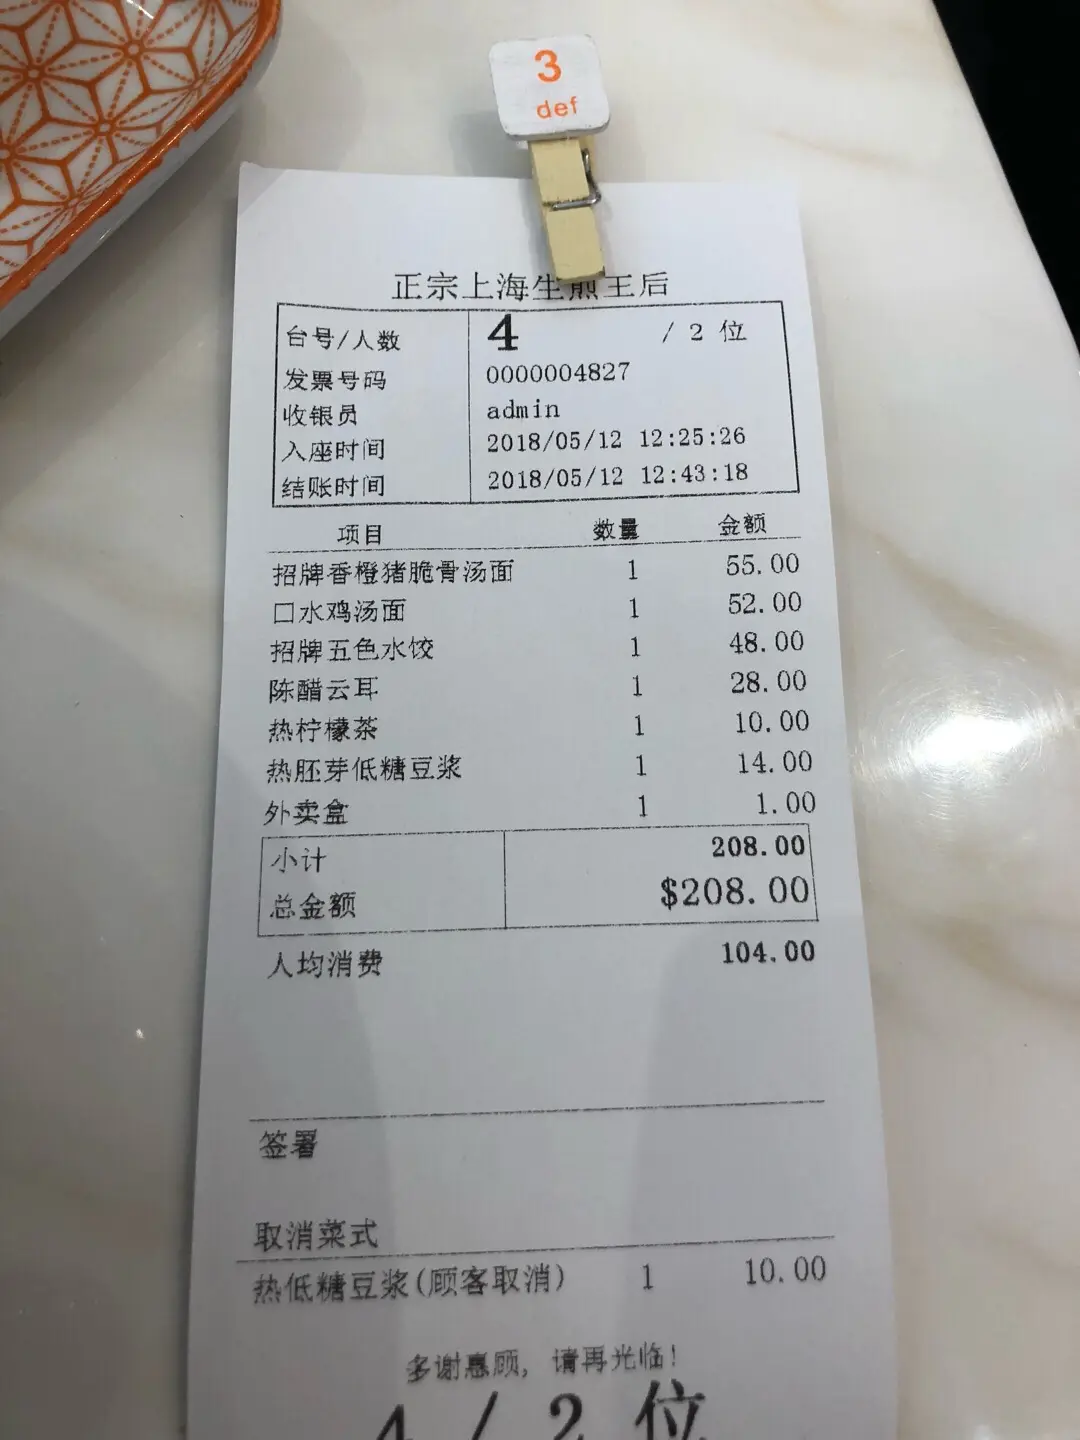 3
def
正宗上海生煎王后
台号/人数 4 / 2 位
发票号码 0000004827
收银员 admin
入座时间 2018/05/12 12:25:26
结账时间 2018/05/12 12:43:18
项目 数量 金额
招牌香橙猪脆骨汤面 1 55.00
口水鸡汤面 1 52.00
招牌五色水饺 1 48.00
陈醋云耳 1 28.00
热柠檬茶 1 10.00
热胚芽低糖豆浆 1 14.00
外卖盒 1 1.00
小计 208.00
总金额 $208.00
人均消费 104.00
签署
取消菜式
热低糖豆浆(顾客取消) 1 10.00
多谢惠顾, 请再光临!
4 / 2 位